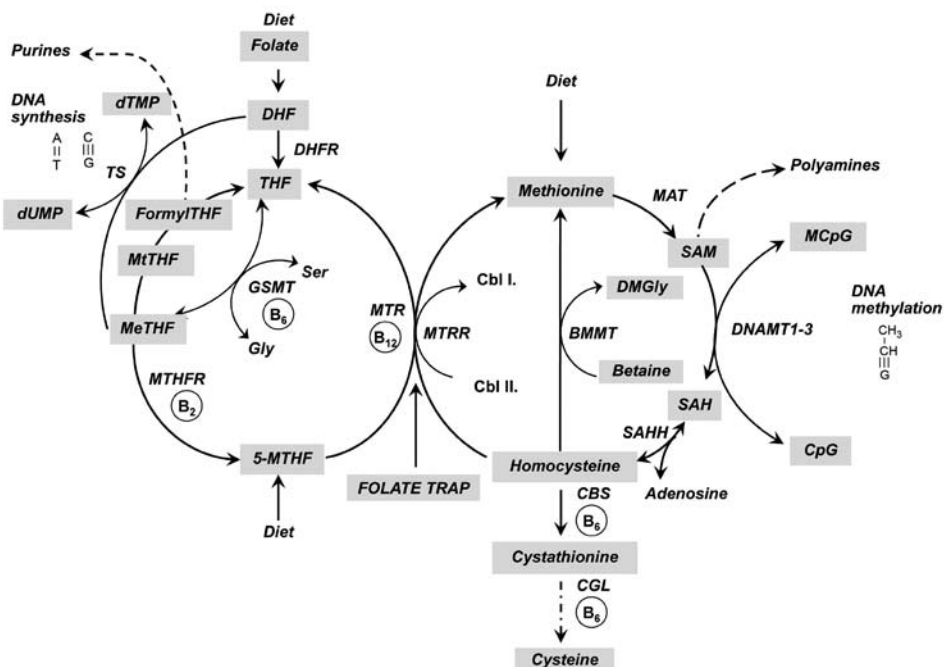 Diet
Folate
Purines
Diet
DNA
synthesis
dTMP
DHF
A
T
C
G
TS
DHFR
Polyamines
THF
Methionine
MAT
dUMP
FormylTHF
MCpG
MtTHF
SAM
Ser
Cbl I.
DMGly
GSMT
B6
DNA
methylation
MeTHF
MTR
B12
MTRR
BMMT
DNAMT1-3
CH3
CH
G
Gly
MTHFR
B2
Cbl II.
Betaine
SAH
SAHH
5-MTHF
Homocysteine
CpG
FOLATE TRAP
CBS
B6
Adenosine
Diet
Cystathionine
CGL
B6
Cysteine